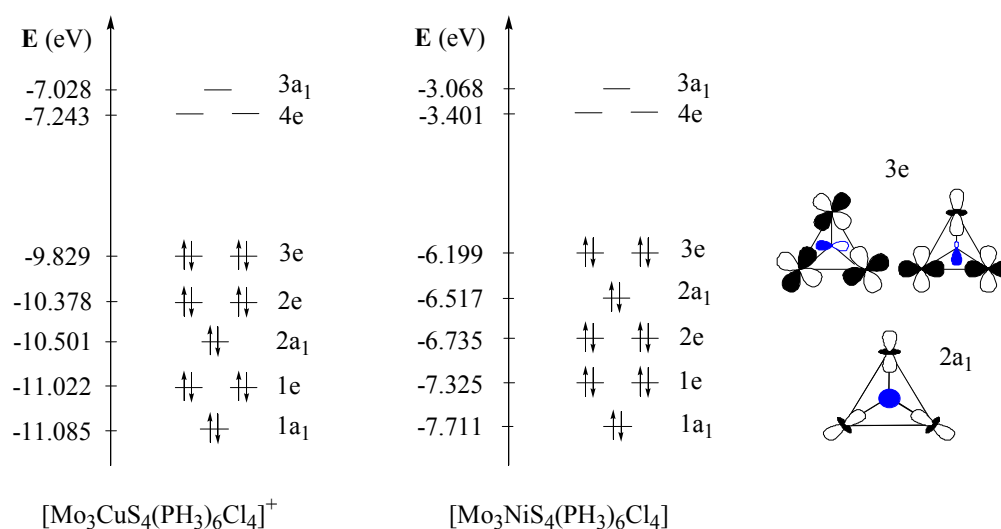 E (eV)
-7.028 3a₁
-7.243 4e
-9.829 3e
-10.378 2e
-10.501 2a₁
-11.022 1e
-11.085 1a₁
[Mo₃CuS₄(PH₃)₆Cl₄]⁺
E (eV)
-3.068 3a₁
-3.401 4e
-6.199 3e
-6.517 2a₁
-6.735 2e
-7.325 1e
-7.711 1a₁
[Mo₃NiS₄(PH₃)₆Cl₄]
3e
2a₁